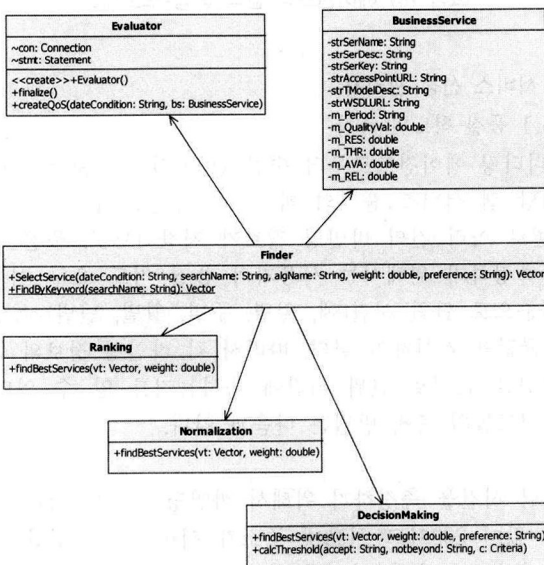 Evaluator
~con: Connection
~stmt: Statement
<<create>>+Evaluator()
+finalize()
+createQoS(dateCondition: String, bs: BusinessService)
BusinessService
-strSerName: String
-strSerDesc: String
-strSerKey: String
-strAccessPointURL: String
-strTModelDesc: String
-strWSDLURL: String
-m_Period: String
-m_QualityVal: double
-m_RES: double
-m_THR: double
-m_AVA: double
-m_REL: double
Finder
+SelectService(dateCondition: String, searchName: String, algName: String, weight: double, preference: String): Vector
+FindByKeyword(searchName: String): Vector
Ranking
+findBestServices(vt: Vector, weight: double)
Normalization
+findBestServices(vt: Vector, weight: double)
DecisionMaking
+findBestServices(vt: Vector, weight: double, preference: String)
+calcThreshold(accept: String, notbeyond: String, c: Criteria)